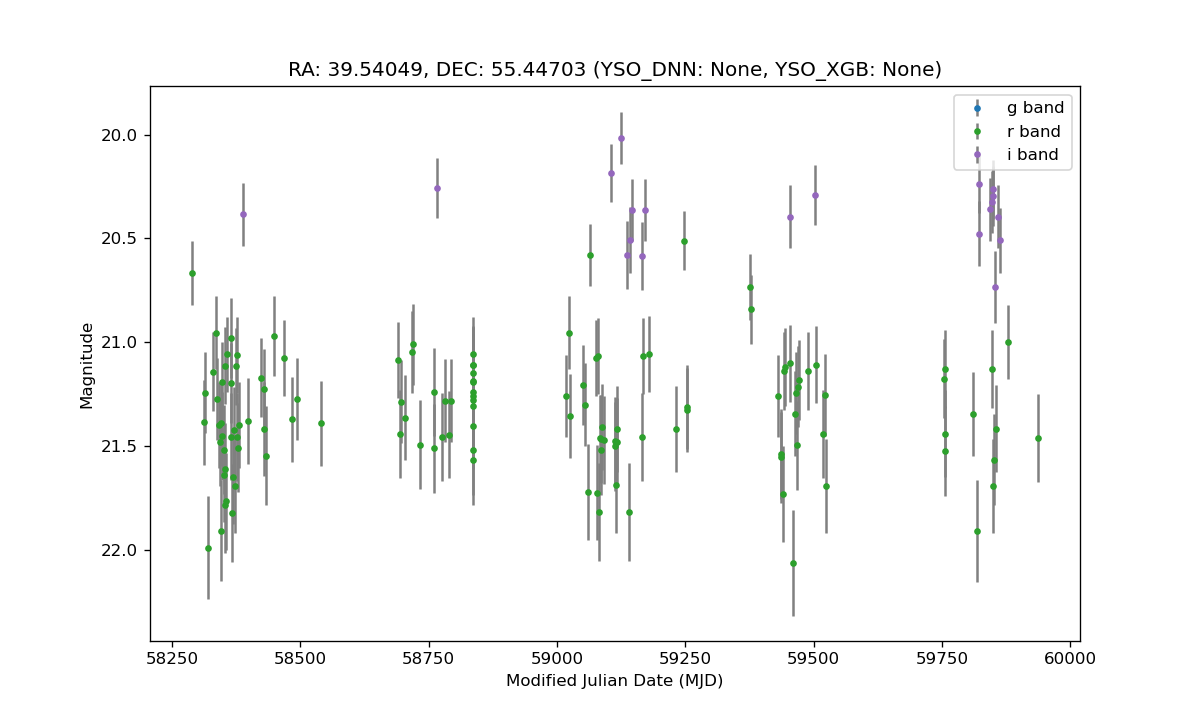 RA: 39.54049, DEC: 55.44703 (YSO_DNN: None, YSO_XGB: None)
g band
r band
i band
20.0
20.5
21.0
21.5
22.0
Magnitude
58250 58500 58750 59000 59250 59500 59750 60000
Modified Julian Date (MJD)